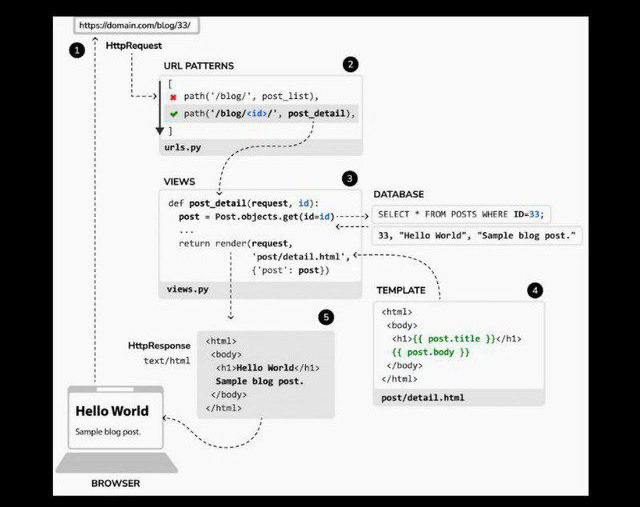 https://domain.com/blog/33/
1
HttpRequest
URL PATTERNS
2
[
path('/blog/', post_list),
path('/blog/<id>/', post_detail),
]
urls.py
VIEWS
3
def post_detail(request, id):
post = Post.objects.get(id=id)
...
return render(request,
'post/detail.html',
{'post': post})
views.py
DATABASE
SELECT * FROM POSTS WHERE ID=33;
33, "Hello World", "Sample blog post."
TEMPLATE
4
<html>
<body>
<h1>{{ post.title }}</h1>
{{ post.body }}
</body>
</html>
post/detail.html
5
HttpResponse
text/html
<html>
<body>
<h1>Hello World</h1>
Sample blog post.
</body>
</html>
Hello World
Sample blog post.
BROWSER